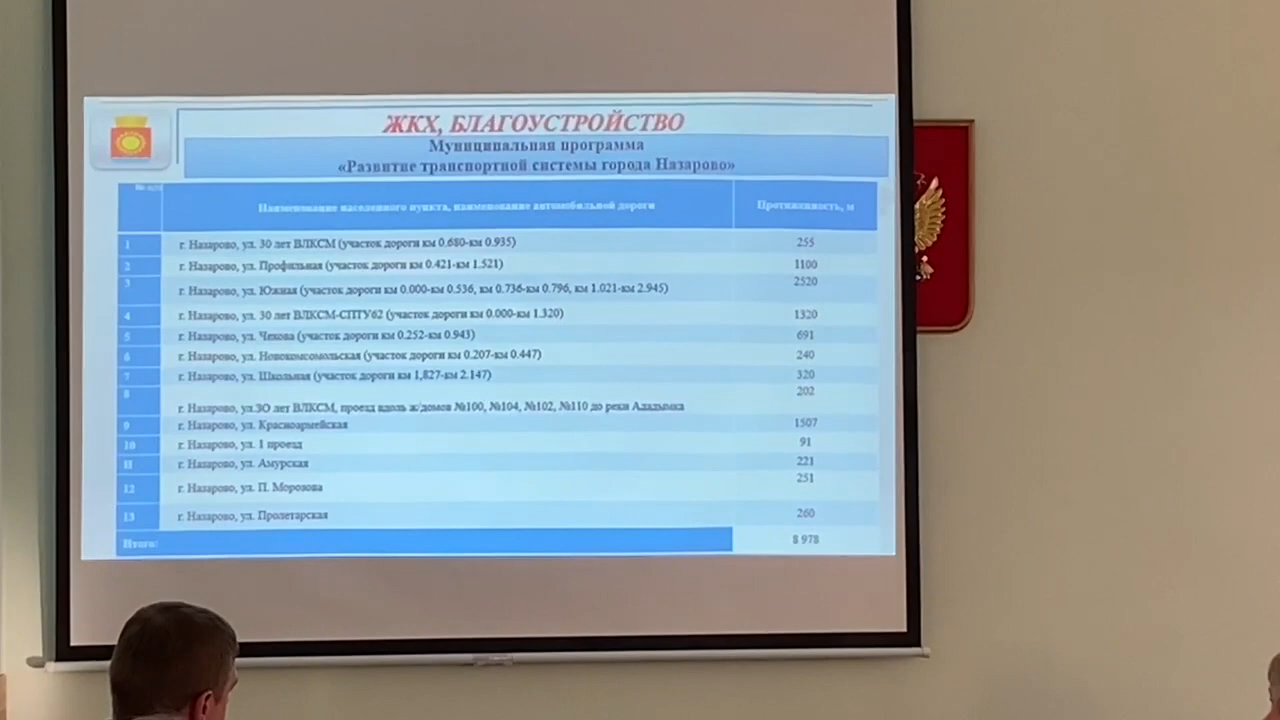 ЖКХ, БЛАГОУСТРОЙСТВО
Муниципальная программа
«Развитие транспортной системы города Назарово»
Наименование населенного пункта, наименование автомобильной дороги Протяженность, м
1 г. Назарово, ул. 30 лет ВЛКСМ (участок дороги км 0.680-км 0.935) 255
2 г. Назарово, ул. Профильная (участок дороги км 0.421-км 1.521) 1100
3 г. Назарово, ул. Южная (участок дороги км 0.000-км 0.536, км 0.736-км 0.796, км 1.021-км 2.945) 2520
4 г. Назарово, ул. 30 лет ВЛКСМ-СПТУ62 (участок дороги км 0.000-км 1.320) 1320
5 г. Назарово, ул. Чехова (участок дороги км 0.252-км 0.943) 691
6 г. Назарово, ул. Новокомсомольская (участок дороги км 0.207-км 0.447) 240
7 г. Назарово, ул. Школьная (участок дороги км 1,827-км 2.147) 320
8 г. Назарово, ул.ЗО лет ВЛКСМ, проезд вдоль ж/домов №100, №104, №102, №110 до реки Ададымка 202
9 г. Назарово, ул. Красноармейская 1507
10 г. Назарово, ул. 1 проезд 91
11 г. Назарово, ул. Амурская 221
12 г. Назарово, ул. П. Морозова 251
13 г. Назарово, ул. Пролетарская 260
Итого: 8 978